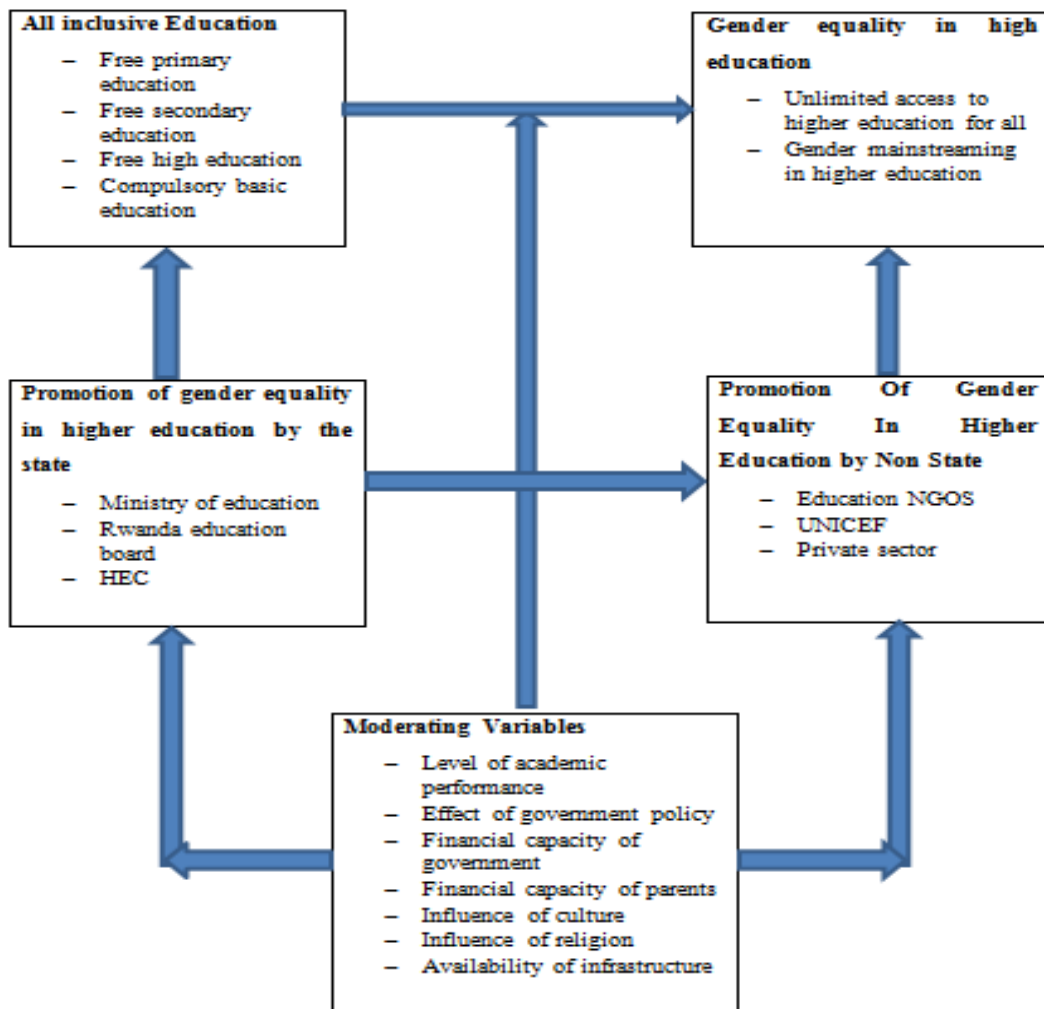 All inclusive Education
– Free primary
education
– Free secondary
education
– Free high education
– Compulsory basic
education
Gender equality in high
education
– Unlimited access to
higher education for all
– Gender mainstreaming
in higher education
Promotion of gender equality
in higher education by the
state
– Ministry of education
– Rwanda education
board
– HEC
Promotion Of Gender
Equality In Higher
Education by Non State
– Education NGOS
– UNICEF
– Private sector
Moderating Variables
– Level of academic
performance
– Effect of government policy
– Financial capacity of
government
– Financial capacity of parents
– Influence of culture
– Influence of religion
– Availability of infrastructure